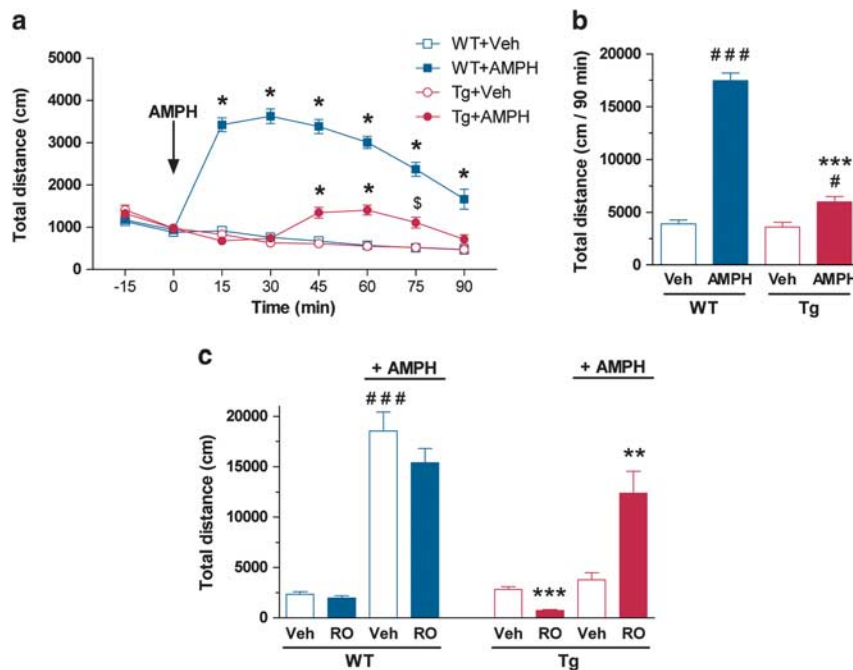 a
5000
4000
3000
2000
1000
0
Total distance (cm)
AMPH
WT+Veh
WT+AMPH
Tg+Veh
Tg+AMPH
* * * * * *
* * $
-15 0 15 30 45 60 75 90
Time (min)
b
20000
15000
10000
5000
0
Total distance (cm / 90 min)
###
***
#
Veh AMPH Veh AMPH
WT Tg
c
+ AMPH + AMPH
20000
15000
10000
5000
0
Total distance (cm)
###
**
***
Veh RO Veh RO Veh RO Veh RO
WT Tg